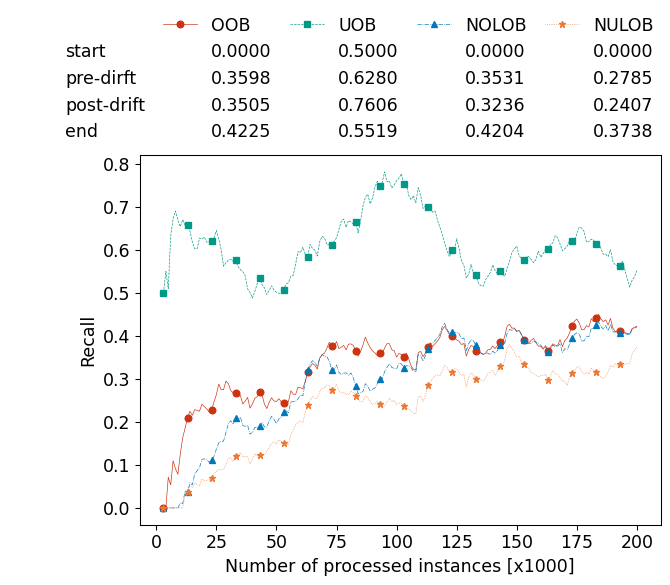 OOB UOB NOLOB NULOB
start 0.0000 0.5000 0.0000 0.0000
pre-dirft 0.3598 0.6280 0.3531 0.2785
post-drift 0.3505 0.7606 0.3236 0.2407
end 0.4225 0.5519 0.4204 0.3738
0.8
0.7
0.6
0.5
0.4
0.3
0.2
0.1
0.0
Recall
0 25 50 75 100 125 150 175 200
Number of processed instances [x1000]